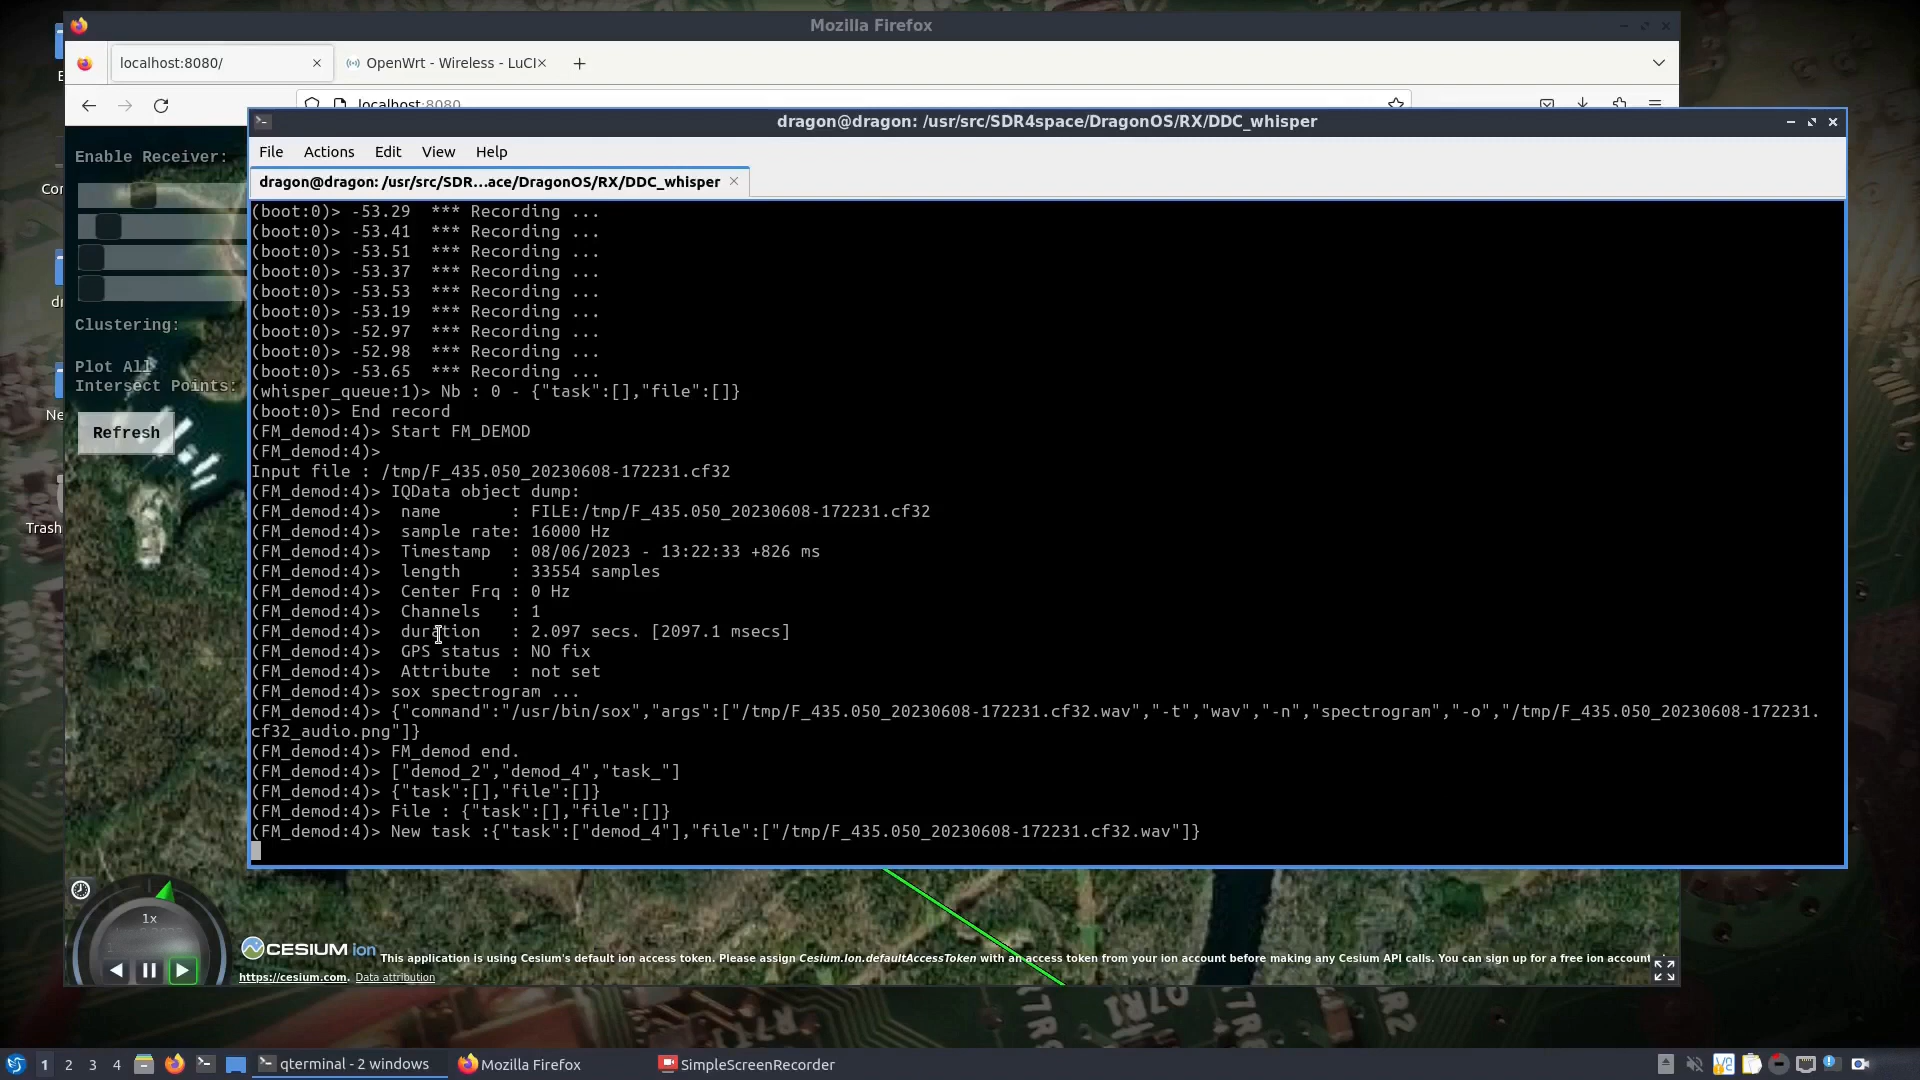 Mozilla Firefox
localhost:8080/
OpenWrt - Wireless - LuCI
localhost:8080
dragon@dragon: /usr/src/SDR4space/DragonOS/RX/DDC_whisper
File Actions Edit View Help
dragon@dragon: /usr/src/SDR...ace/DragonOS/RX/DDC_whisper
Enable Receiver:
Clustering:
Plot All
Intersect Points:
Refresh
(boot:0)> -53.29 *** Recording ...
(boot:0)> -53.41 *** Recording ...
(boot:0)> -53.51 *** Recording ...
(boot:0)> -53.37 *** Recording ...
(boot:0)> -53.53 *** Recording ...
(boot:0)> -53.19 *** Recording ...
(boot:0)> -52.97 *** Recording ...
(boot:0)> -52.98 *** Recording ...
(boot:0)> -53.65 *** Recording ...
(whisper_queue:1)> Nb : 0 - {"task":[],"file":[]}
(boot:0)> End record
(FM_demod:4)> Start FM_DEMOD
(FM_demod:4)>
Input file : /tmp/F_435.050_20230608-172231.cf32
(FM_demod:4)> IQData object dump:
(FM_demod:4)> name : FILE:/tmp/F_435.050_20230608-172231.cf32
(FM_demod:4)> sample rate: 16000 Hz
(FM_demod:4)> Timestamp : 08/06/2023 - 13:22:33 +826 ms
(FM_demod:4)> length : 33554 samples
(FM_demod:4)> Center Frq : 0 Hz
(FM_demod:4)> Channels : 1
(FM_demod:4)> duration : 2.097 secs. [2097.1 msecs]
(FM_demod:4)> GPS status : NO fix
(FM_demod:4)> Attribute : not set
(FM_demod:4)> sox spectrogram ...
(FM_demod:4)> {"command":"/usr/bin/sox","args":["/tmp/F_435.050_20230608-172231.cf32.wav","-t","wav","-n","spectrogram","-o","/tmp/F_435.050_20230608-172231.
cf32_audio.png"]}
(FM_demod:4)> FM_demod end.
(FM_demod:4)> ["demod_2","demod_4","task_"]
(FM_demod:4)> {"task":[],"file":[]}
(FM_demod:4)> File : {"task":[],"file":[]}
(FM_demod:4)> New task :{"task":["demod_4"],"file":["/tmp/F_435.050_20230608-172231.cf32.wav"]}
Trash
1x
CESIUM ion
This application is using Cesium's default ion access token. Please assign Cesium.Ion.defaultAccessToken with an access token from your ion account before making any Cesium API calls. You can sign up for a free ion account
https://cesium.com. Data attribution
1 2 3 4
qterminal - 2 windows
Mozilla Firefox
SimpleScreenRecorder